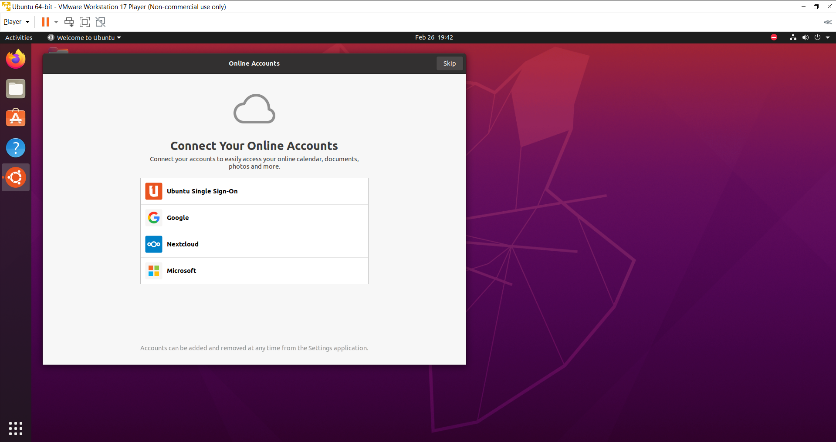 Ubuntu 64-bit - VMware Workstation 17 Player (Non-commercial use only)
Player
Activities
Welcome to Ubuntu
Feb 26 19:42
Online Accounts
Skip
Connect Your Online Accounts
Connect your accounts to easily access your online calendar, documents,
photos and more.
Ubuntu Single Sign-On
Google
Nextcloud
Microsoft
Accounts can be added and removed at any time from the Settings application.